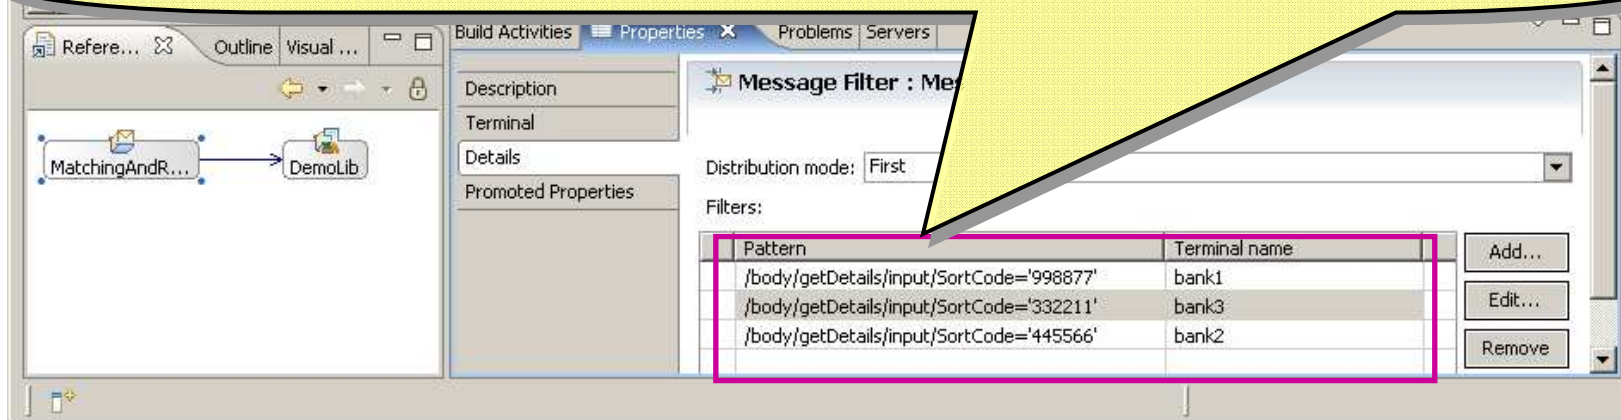 Refere...
Outline
Visual ...
MatchingAndR...
DemoLib
Build Activities
Properties
Problems
Servers
Description
Terminal
Details
Promoted Properties
Message Filter :
Distribution mode: First
Filters:
Pattern Terminal name
/body/getDetails/input/SortCode='998877' bank1
/body/getDetails/input/SortCode='332211' bank3
/body/getDetails/input/SortCode='445566' bank2
Add...
Edit...
Remove